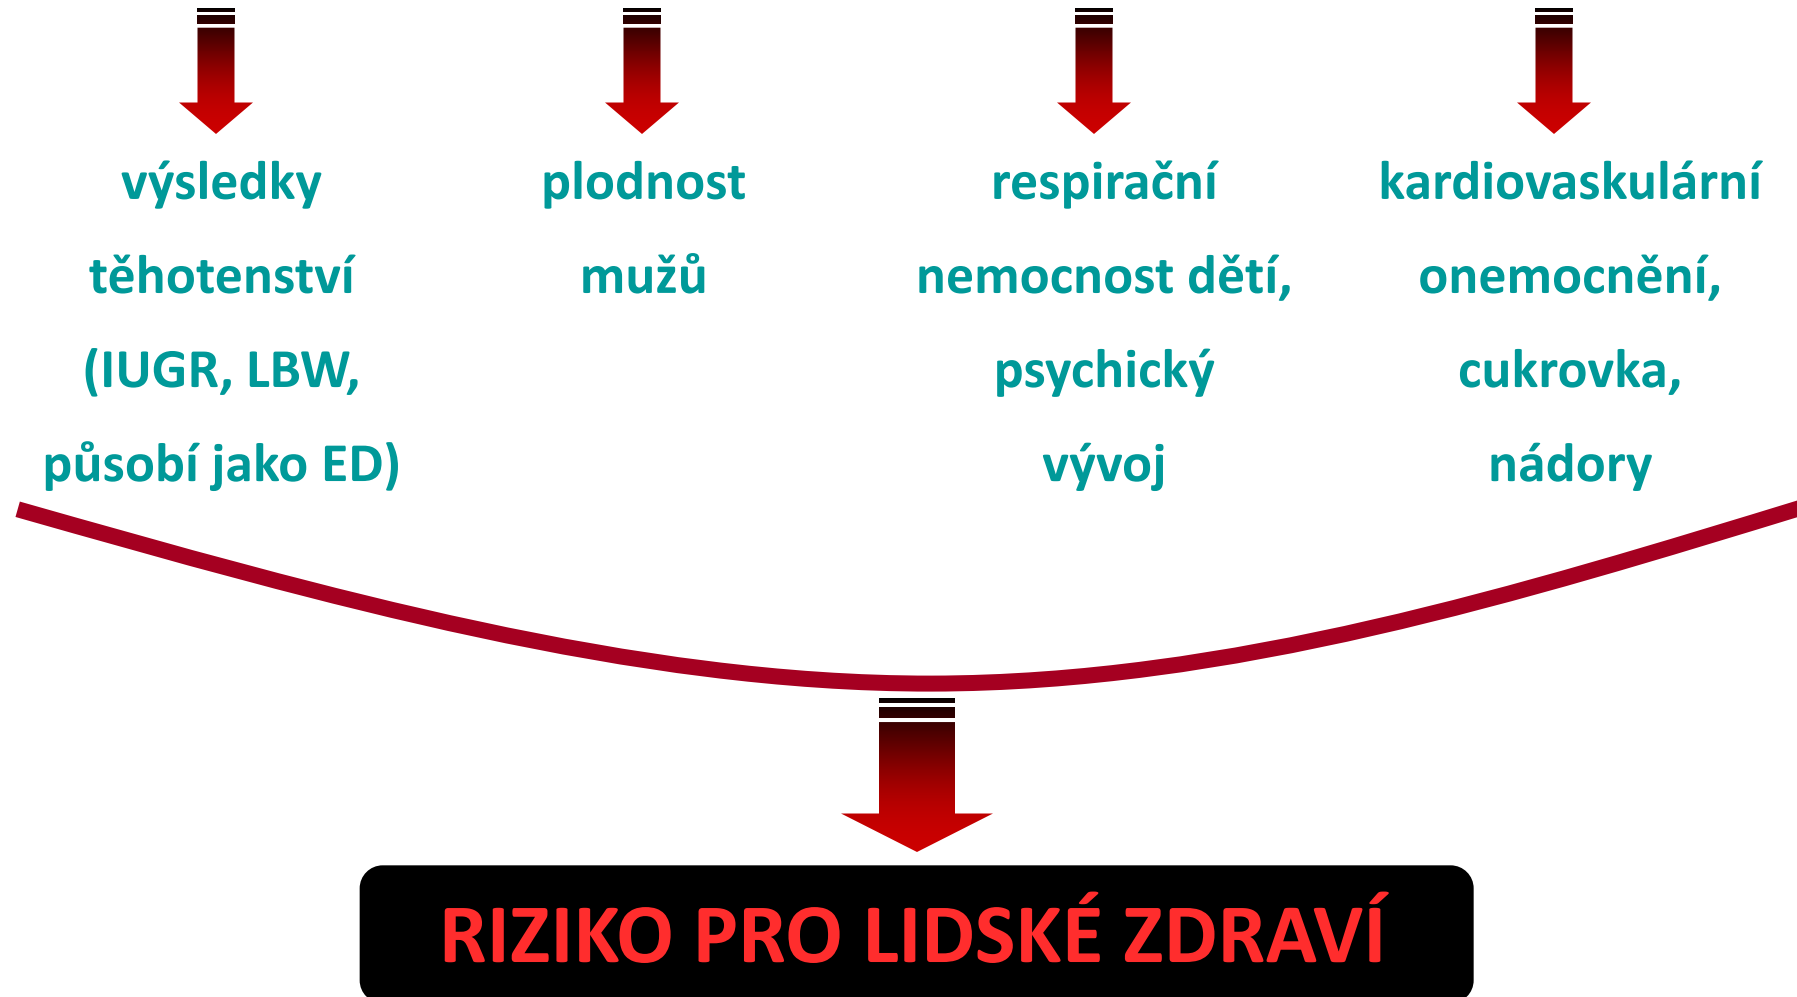 výsledky
těhotenství
(IUGR, LBW,
působí jako ED)
plodnost
mužů
respirační
nemocnost dětí,
psychický
vývoj
kardiovaskulární
onemocnění,
cukrovka,
nádory
RIZIKO PRO LIDSKÉ ZDRAVÍ